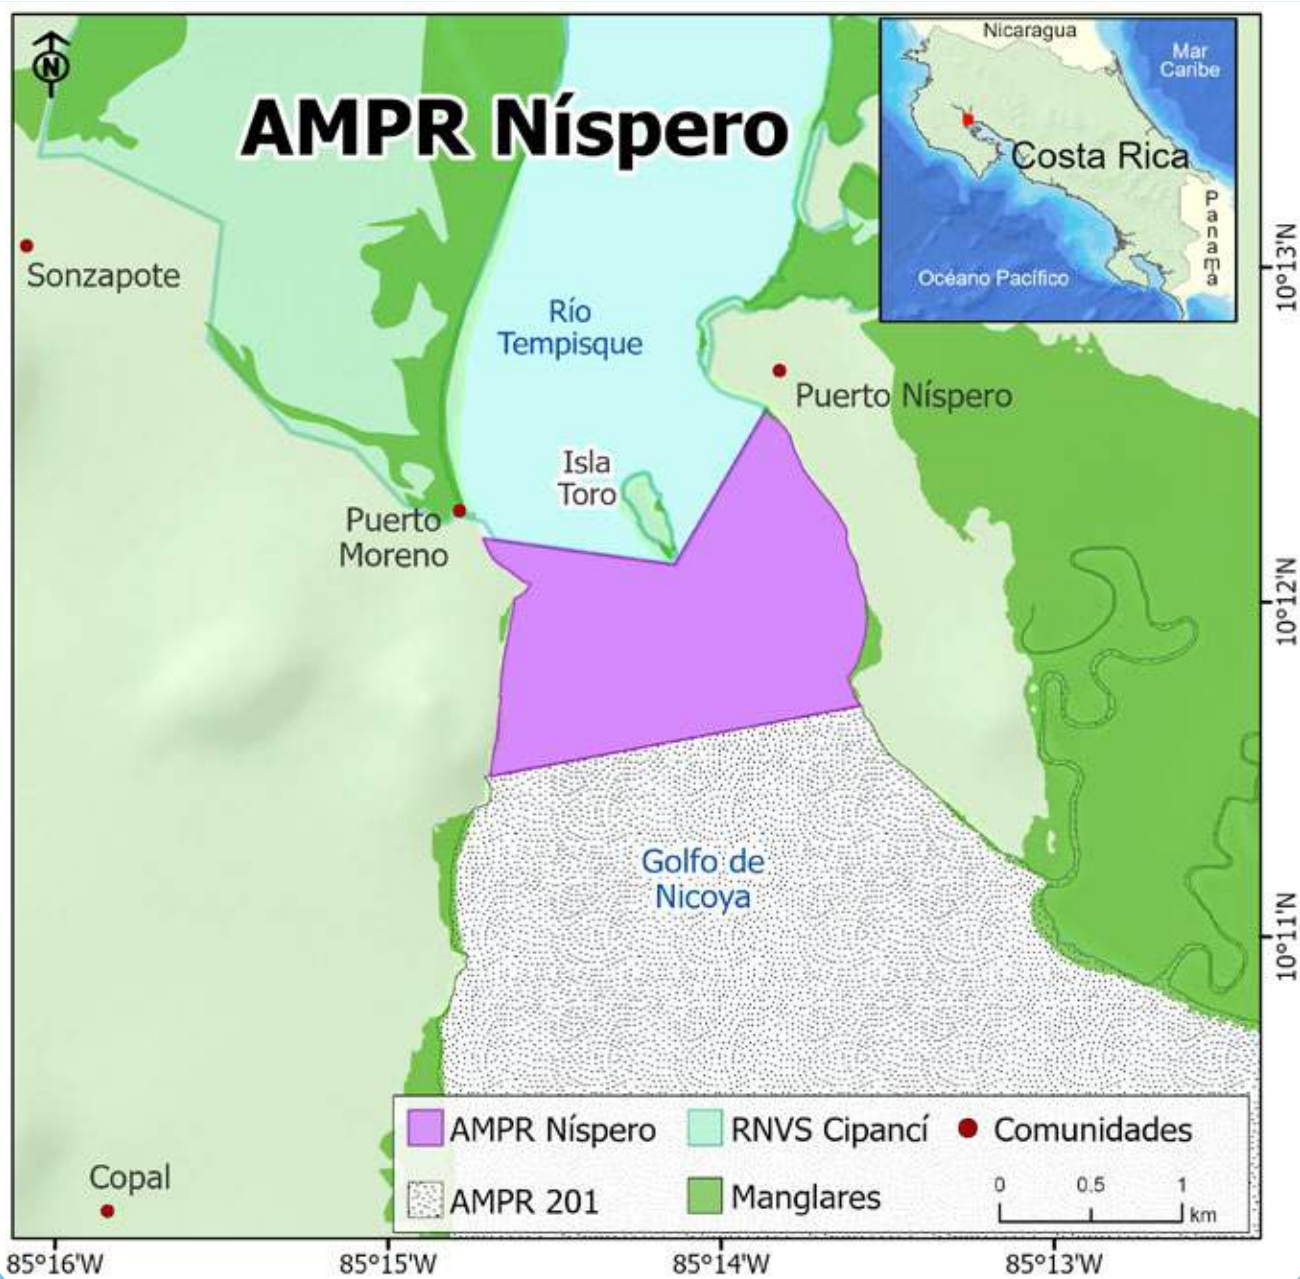 N
AMPR Níspero
Nicaragua
Mar
Caribe
Costa Rica
Panamá
Océano Pacífico
Sonzapote
Río
Tempisque
Puerto Níspero
Isla
Toro
Puerto
Moreno
Golfo de
Nicoya
Copal
10°13'N
10°12'N
10°11'N
AMPR Níspero
RNVS Cipancí
Comunidades
AMPR 201
Manglares
0 0.5 1
km
85°16'W 85°15'W 85°14'W 85°13'W